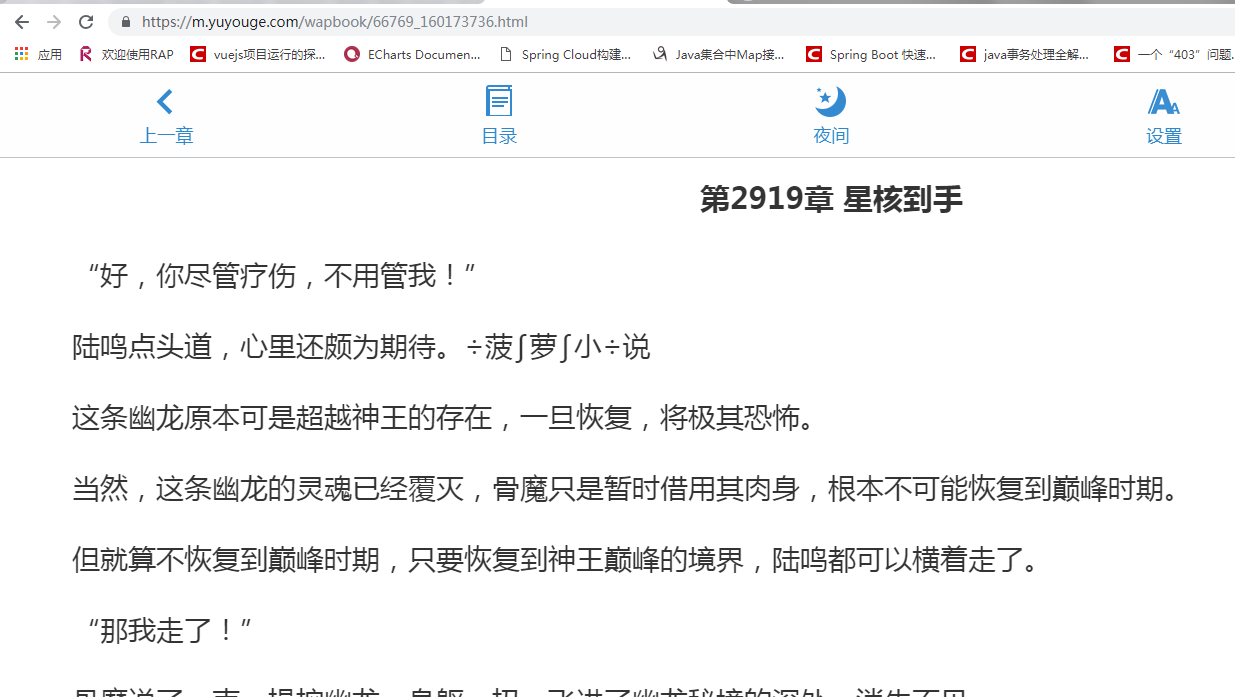 https://m.yuyouge.com/wapbook/66769_160173736.html
应用 欢迎使用RAP vuejs项目运行的探... ECharts Documen... Spring Cloud构建... Java集合中Map接... Spring Boot 快速... java事务处理全解... 一个“403”问题.
上一章 目录 夜间 设置
第2919章 星核到手
“好，你尽管疗伤，不用管我！”
陆鸣点头道，心里还颇为期待。÷菠∫萝∫小÷说
这条幽龙原本可是超越神王的存在，一旦恢复，将极其恐怖。
当然，这条幽龙的灵魂已经覆灭，骨魔只是暂时借用其肉身，根本不可能恢复到巅峰时期。
但就算不恢复到巅峰时期，只要恢复到神王巅峰的境界，陆鸣都可以横着走了。
“那我走了！”